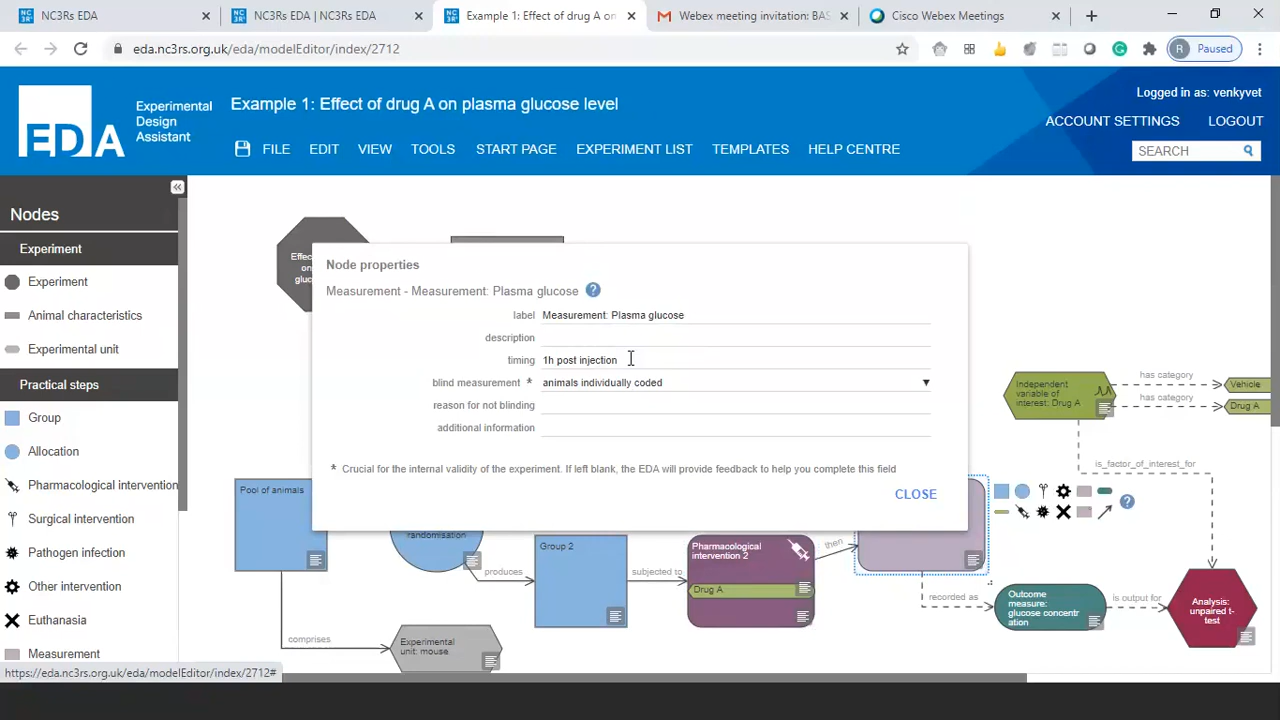 NC3Rs EDA
NC3Rs EDA | NC3Rs EDA
Example 1: Effect of drug A on
Webex meeting invitation: BAS
Cisco Webex Meetings
eda.nc3rs.org.uk/eda/modelEditor/index/2712
R Paused
EDA
Experimental
Design
Assistant
Example 1: Effect of drug A on plasma glucose level
Logged in as: venkyvet
ACCOUNT SETTINGS LOGOUT
FILE EDIT VIEW TOOLS START PAGE EXPERIMENT LIST TEMPLATES HELP CENTRE
SEARCH
Nodes
Experiment
Experiment
Animal characteristics
Experimental unit
Practical steps
Group
Allocation
Pharmacological intervention
Surgical intervention
Pathogen infection
Other intervention
Euthanasia
Measurement
https://eda.nc3rs.org.uk/eda/modelEditor/index/2712#
Node properties
Measurement - Measurement: Plasma glucose ?
label Measurement: Plasma glucose
description
timing 1h post injection
blind measurement * animals individually coded
reason for not blinding
additional information
* Crucial for the internal validity of the experiment. If left blank, the EDA will provide feedback to help you complete this field
CLOSE
Independent
variable
of
interest: Drug A
has category
Vehicle
has category
Drug A
is_factor_of_interest_for
Pool of animals
randomisation
produces
Group 2
subjected to
Pharmacological
intervention 2
Drug A
then
recorded as
Outcome
measure:
glucose concentr
ation
is output for
Analysis:
unpaired t-
test
comprises
Experimental
unit: mouse